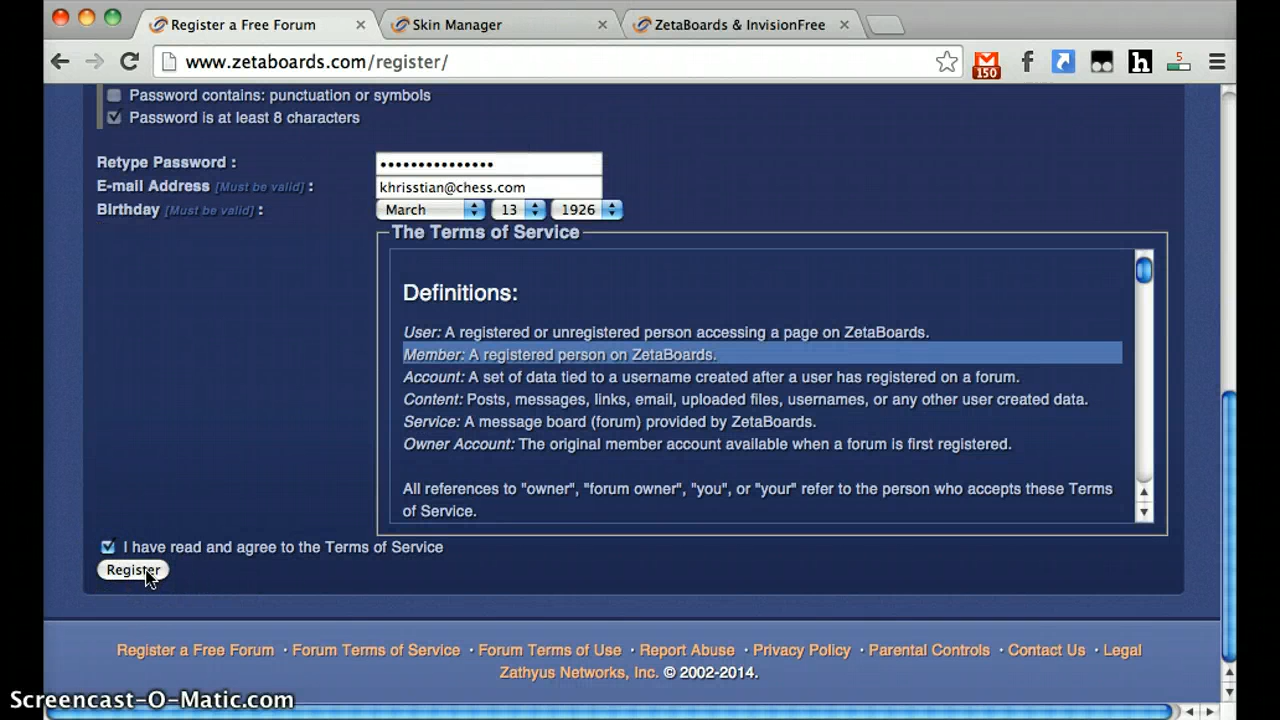 Register a Free Forum
Skin Manager
ZetaBoards & InvisionFree
www.zetaboards.com/register/
150
f
h
5
Password contains: punctuation or symbols
Password is at least 8 characters
Retype Password :
•••••••••••••••
E-mail Address [Must be valid] :
khrisstian@chess.com
Birthday [Must be valid] :
March 13 1926
The Terms of Service
Definitions:
User: A registered or unregistered person accessing a page on ZetaBoards.
Member: A registered person on ZetaBoards.
Account: A set of data tied to a username created after a user has registered on a forum.
Content: Posts, messages, links, email, uploaded files, usernames, or any other user created data.
Service: A message board (forum) provided by ZetaBoards.
Owner Account: The original member account available when a forum is first registered.
All references to "owner", "forum owner", "you", or "your" refer to the person who accepts these Terms
of Service.
I have read and agree to the Terms of Service
Register
Register a Free Forum · Forum Terms of Service · Forum Terms of Use · Report Abuse · Privacy Policy · Parental Controls · Contact Us · Legal
Zathyus Networks, Inc. © 2002-2014.
Screencast-O-Matic.com